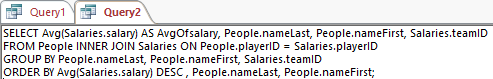 Query1 Query2
SELECT Avg(Salaries.salary) AS AvgOfsalary, People.nameLast, People.nameFirst, Salaries.teamID
FROM People INNER JOIN Salaries ON People.playerID = Salaries.playerID
GROUP BY People.nameLast, People.nameFirst, Salaries.teamID
ORDER BY Avg(Salaries.salary) DESC , People.nameLast, People.nameFirst;